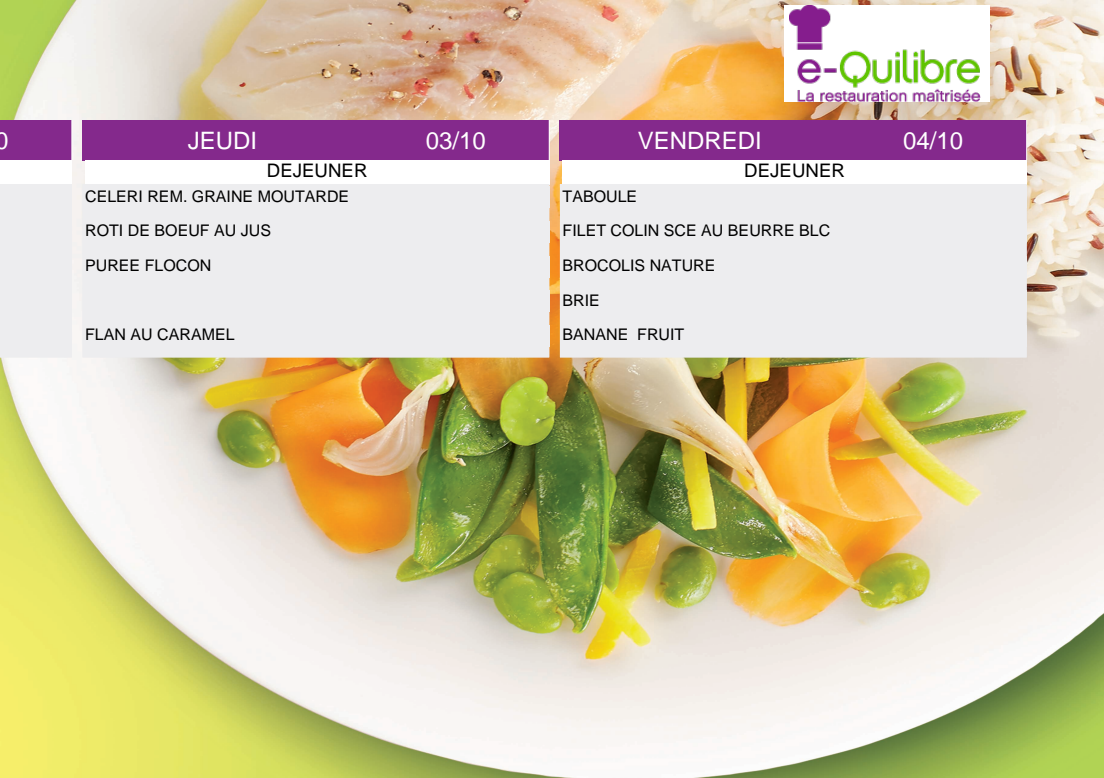 e-Quilibre
La restauration maîtrisée
0
JEUDI 03/10
DEJEUNER
CELERI REM. GRAINE MOUTARDE
ROTI DE BOEUF AU JUS
PUREE FLOCON
FLAN AU CARAMEL
VENDREDI 04/10
DEJEUNER
TABOULE
FILET COLIN SCE AU BEURRE BLC
BROCOLIS NATURE
BRIE
BANANE  FRUIT